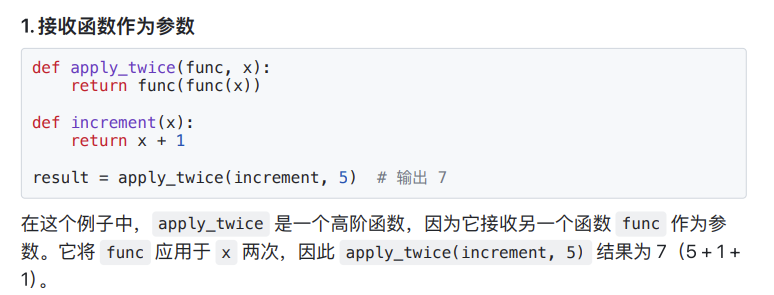 1. 接收函数作为参数
def apply_twice(func, x):
    return func(func(x))
def increment(x):
    return x + 1
result = apply_twice(increment, 5)  # 输出 7
在这个例子中， apply_twice 是一个高阶函数，因为它接收另一个函数 func 作为参
数。它将 func 应用于 x 两次，因此 apply_twice(increment, 5) 结果为 7（5 + 1 +
1）。